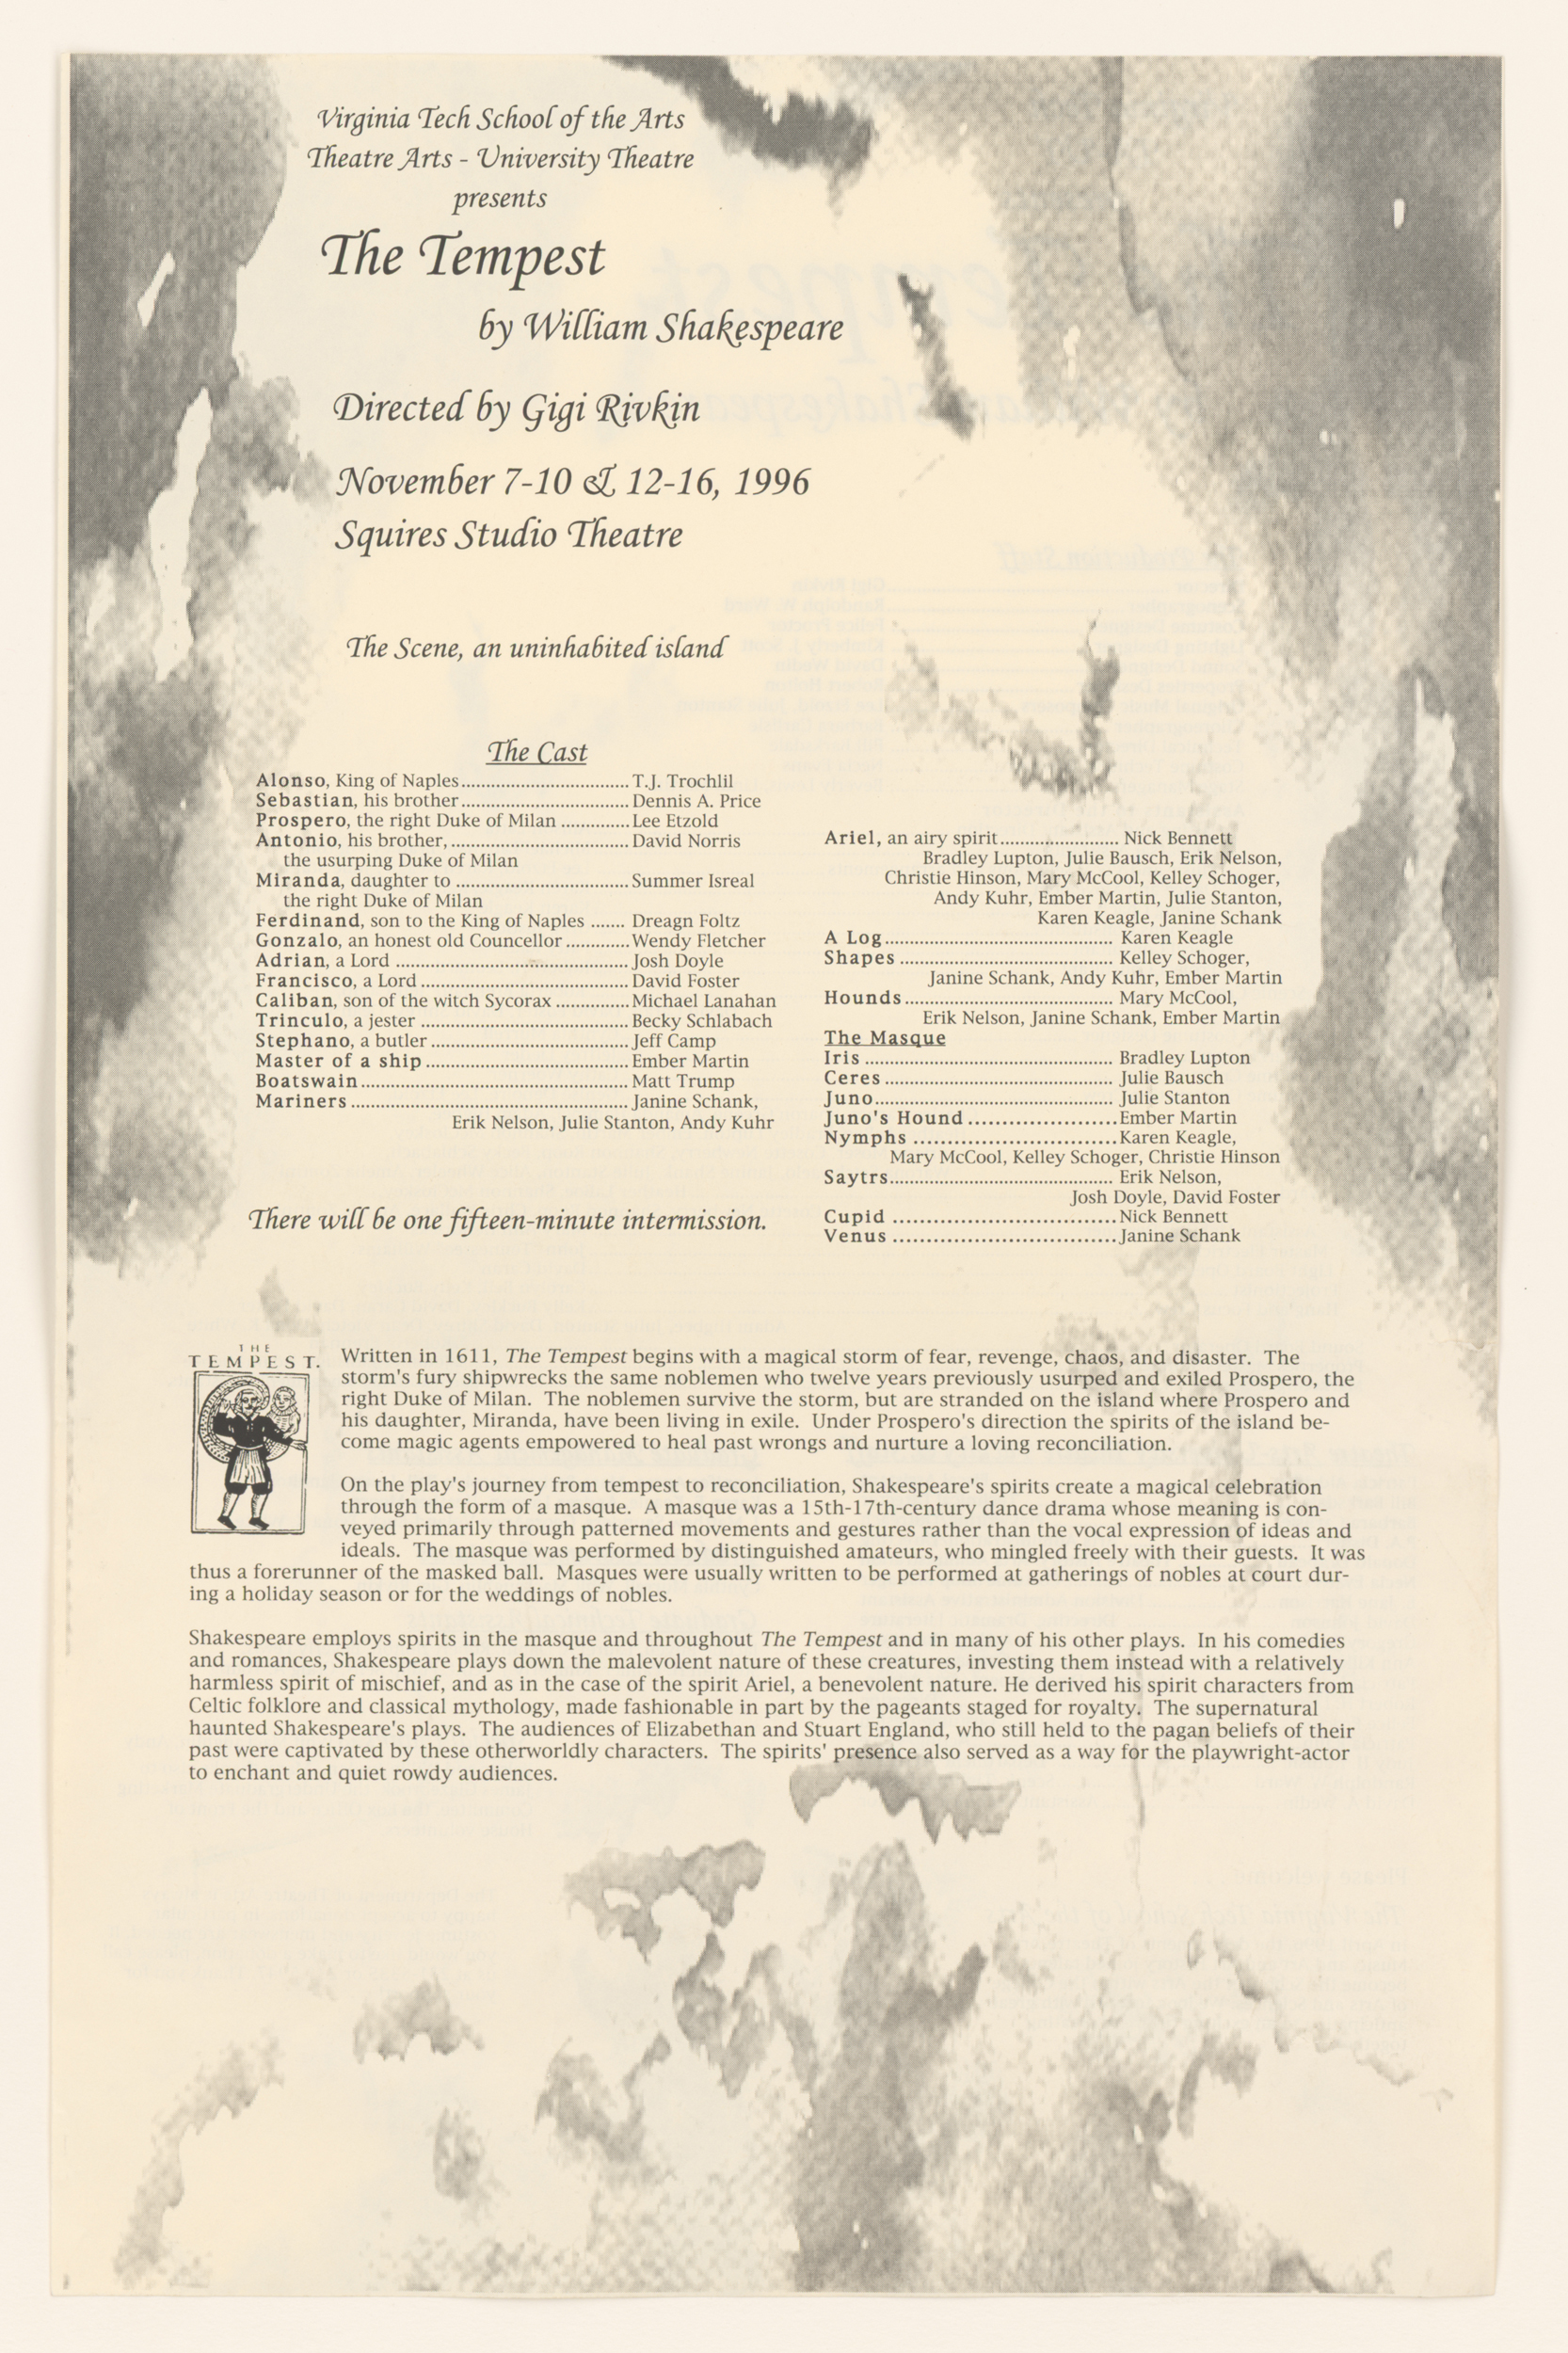 Virginia Tech School of the Arts
Theatre Arts - University Theatre
presents
The Tempest
by William Shakespeare
Directed by Gigi Rivkin
November 7-10 & 12-16, 1996
Squires Studio Theatre
The Scene, an uninhabited island
The Cast
Alonso, King of Naples.................................T.J. Trochlil
Sebastian, his brother.................................Dennis A. Price
Prospero, the right Duke of Milan ..............Lee Etzold
Antonio, his brother, ...................................David Norris
the usurping Duke of Milan
Miranda, daughter to ..................................Summer Isreal
the right Duke of Milan
Ferdinand, son to the King of Naples ....... Dreagn Foltz
Gonzalo, an honest old Councellor .............Wendy Fletcher
Adrian, a Lord ..............................................Josh Doyle
Francisco, a Lord .........................................David Foster
Caliban, son of the witch Sycorax ...............Michael Lanahan
Trinculo, a jester .........................................Becky Schlabach
Stephano, a butler .......................................Jeff Camp
Master of a ship ........................................Ember Martin
Boatswain..................................................... Matt Trump
Mariners ....................................................... Janine Schank,
Erik Nelson, Julie Stanton, Andy Kuhr
There will be one fifteen-minute intermission.
Ariel, an airy spirit........................ Nick Bennett
Bradley Lupton, Julie Bausch, Erik Nelson,
Christie Hinson, Mary McCool, Kelley Schoger,
Andy Kuhr, Ember Martin, Julie Stanton,
Karen Keagle, Janine Schank
A Log.............................................. Karen Keagle
Shapes ........................................... Kelley Schoger,
Janine Schank, Andy Kuhr, Ember Martin
Hounds.......................................... Mary McCool,
Erik Nelson, Janine Schank, Ember Martin
The Masque
Iris .................................................. Bradley Lupton
Ceres .............................................. Julie Bausch
Juno................................................ Julie Stanton
Juno's Hound ......................Ember Martin
Nymphs ..............................Karen Keagle,
Mary McCool, Kelley Schoger, Christie Hinson
Saytrs............................................. Erik Nelson,
Josh Doyle, David Foster
Cupid .................................Nick Bennett
Venus .................................Janine Schank
THE
TEMPEST.
Written in 1611, The Tempest begins with a magical storm of fear, revenge, chaos, and disaster. The
storm's fury shipwrecks the same noblemen who twelve years previously usurped and exiled Prospero, the
right Duke of Milan. The noblemen survive the storm, but are stranded on the island where Prospero and
his daughter, Miranda, have been living in exile. Under Prospero's direction the spirits of the island be-
come magic agents empowered to heal past wrongs and nurture a loving reconciliation.
On the play's journey from tempest to reconciliation, Shakespeare's spirits create a magical celebration
through the form of a masque. A masque was a 15th-17th-century dance drama whose meaning is con-
veyed primarily through patterned movements and gestures rather than the vocal expression of ideas and
ideals. The masque was performed by distinguished amateurs, who mingled freely with their guests. It was
thus a forerunner of the masked ball. Masques were usually written to be performed at gatherings of nobles at court dur-
ing a holiday season or for the weddings of nobles.
Shakespeare employs spirits in the masque and throughout The Tempest and in many of his other plays. In his comedies
and romances, Shakespeare plays down the malevolent nature of these creatures, investing them instead with a relatively
harmless spirit of mischief, and as in the case of the spirit Ariel, a benevolent nature. He derived his spirit characters from
Celtic folklore and classical mythology, made fashionable in part by the pageants staged for royalty. The supernatural
haunted Shakespeare's plays. The audiences of Elizabethan and Stuart England, who still held to the pagan beliefs of their
past were captivated by these otherworldly characters. The spirits' presence also served as a way for the playwright-actor
to enchant and quiet rowdy audiences.